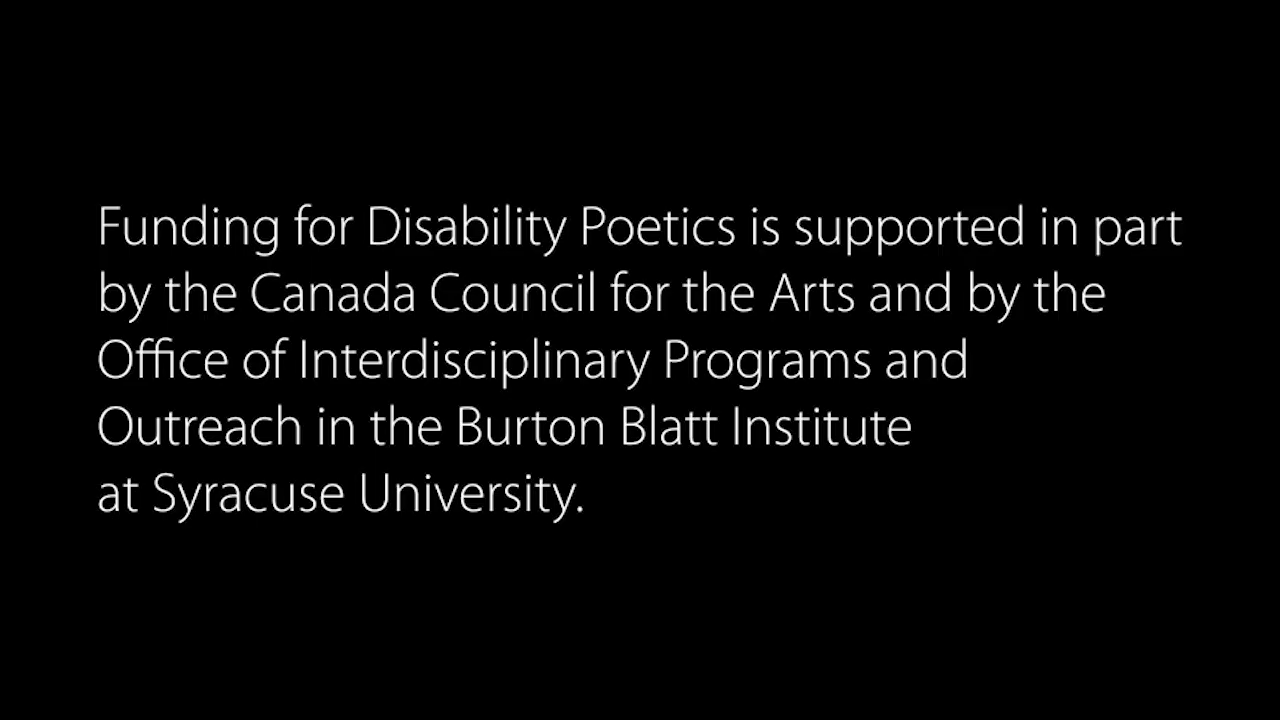 Funding for Disability Poetics is supported in part
by the Canada Council for the Arts and by the
Office of Interdisciplinary Programs and
Outreach in the Burton Blatt Institute
at Syracuse University.